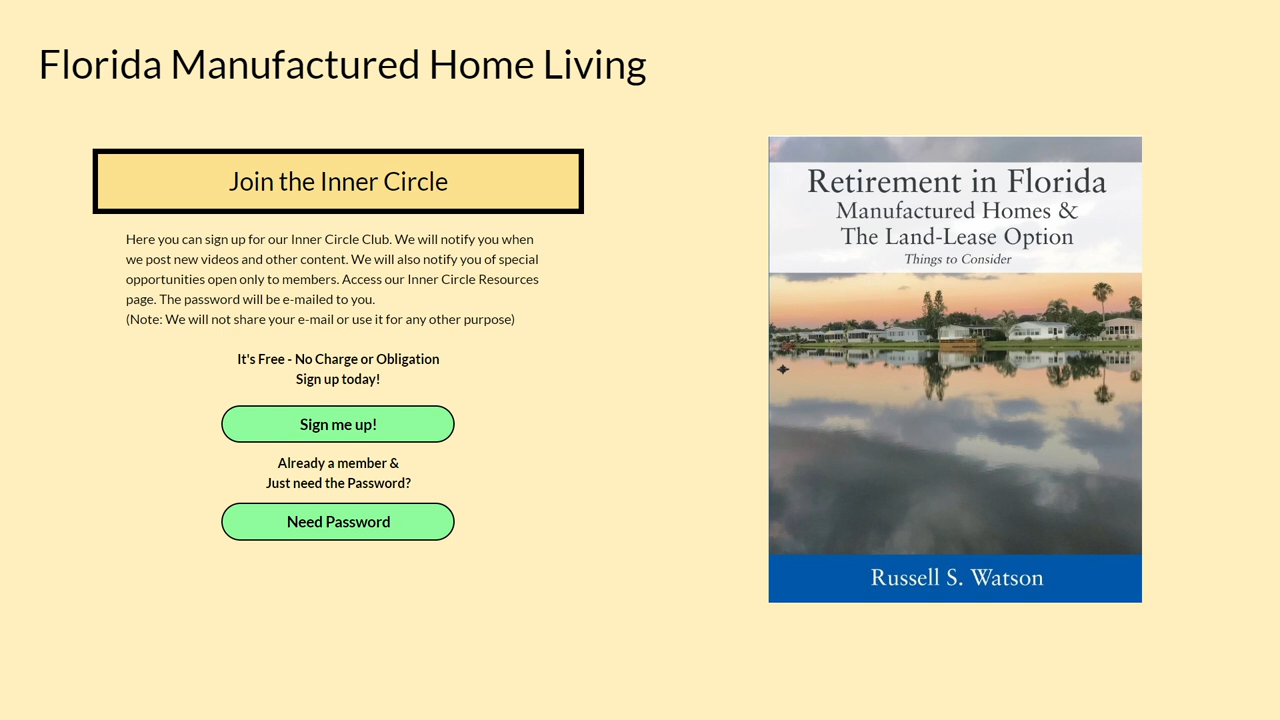 Florida Manufactured Home Living
Join the Inner Circle
Here you can sign up for our Inner Circle Club. We will notify you when
we post new videos and other content. We will also notify you of special
opportunities open only to members. Access our Inner Circle Resources
page. The password will be e-mailed to you.
(Note: We will not share your e-mail or use it for any other purpose)
It's Free - No Charge or Obligation
Sign up today!
Sign me up!
Already a member &
Just need the Password?
Need Password
Retirement in Florida
Manufactured Homes &
The Land-Lease Option
Things to Consider
Russell S. Watson